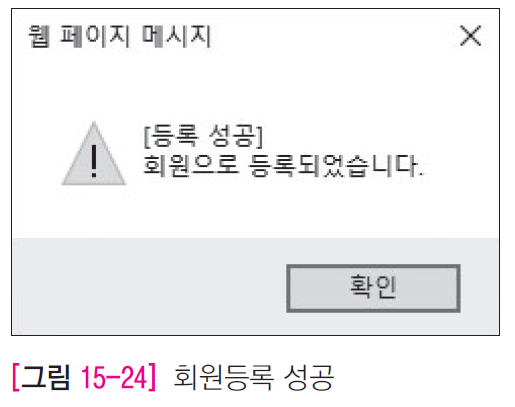 웹 페이지 메시지
[등록 성공]
회원으로 등록되었습니다.
확인
[그림 15-24] 회원등록 성공